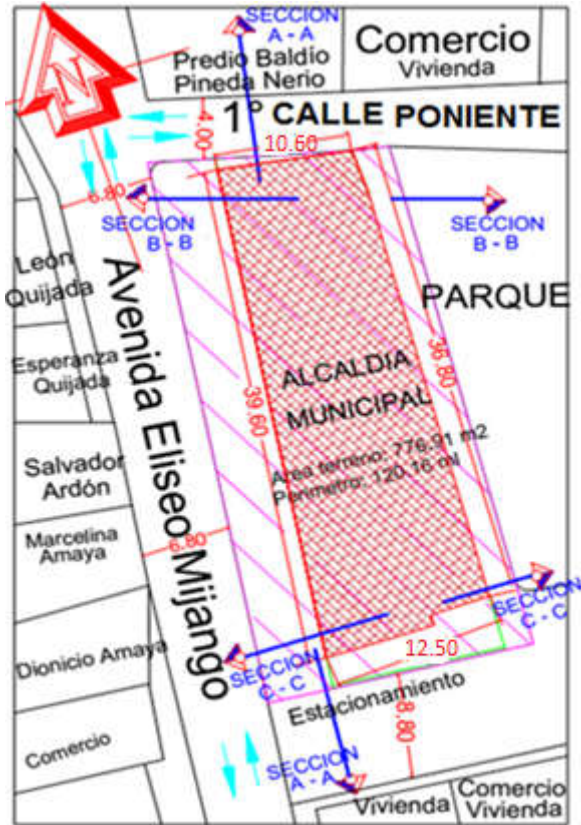 SECCION
A - A
Predio Baldío
Pineda Nerio
Comercio
Vivienda
N
4.00
1° CALLE PONIENTE
10.60
6.80
SECCION
B - B
SECCION
B - B
León
Quijada
Avenida Eliseo Mijango
PARQUE
Esperanza
Quijada
39.60
36.80
ALCALDIA
MUNICIPAL
Area terreno: 776.91 m2
Perimetro: 120.16 ml
Salvador
Ardón
Marcelina
Amaya
6.80
SECCION
C - C
Dionicio Amaya
SECCION
C - C
12.50
Estacionamiento
8.80
Comercio
SECCION
A - A
Vivienda
Comercio
Vivienda